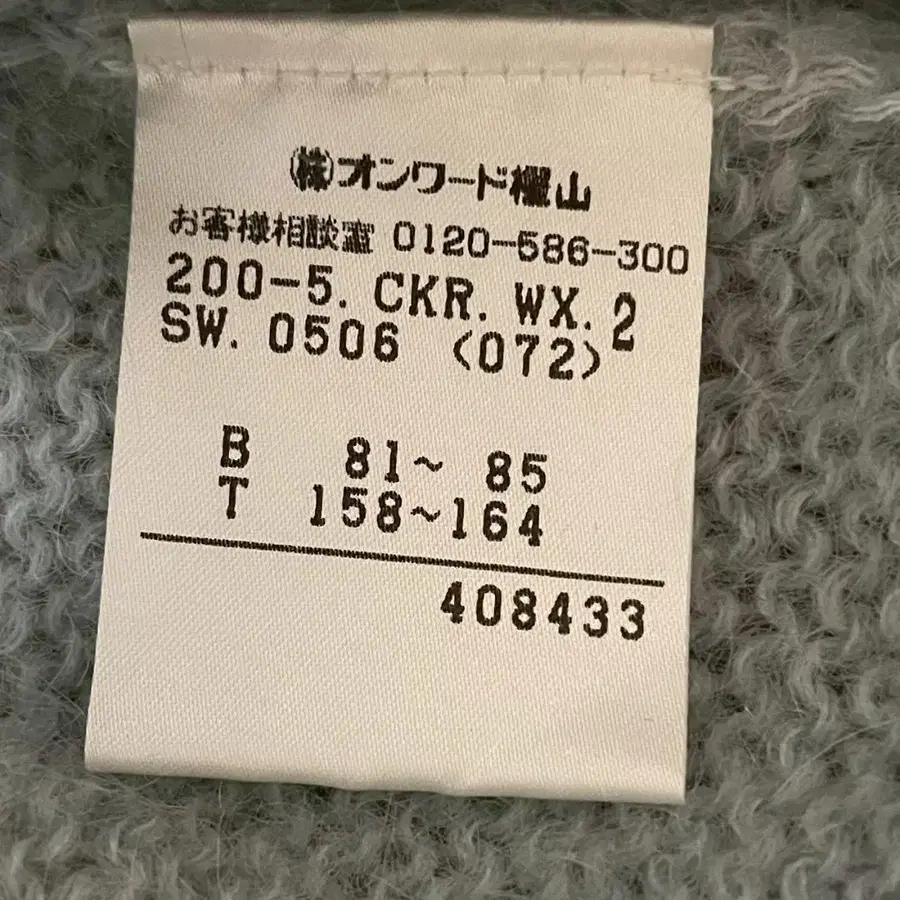 ㈱オンワード樫山
お客様相談室 0120-586-300
200-5. CKR. WX. 2
SW. 0506 (072)
B 81~ 85
T 158~164
408433